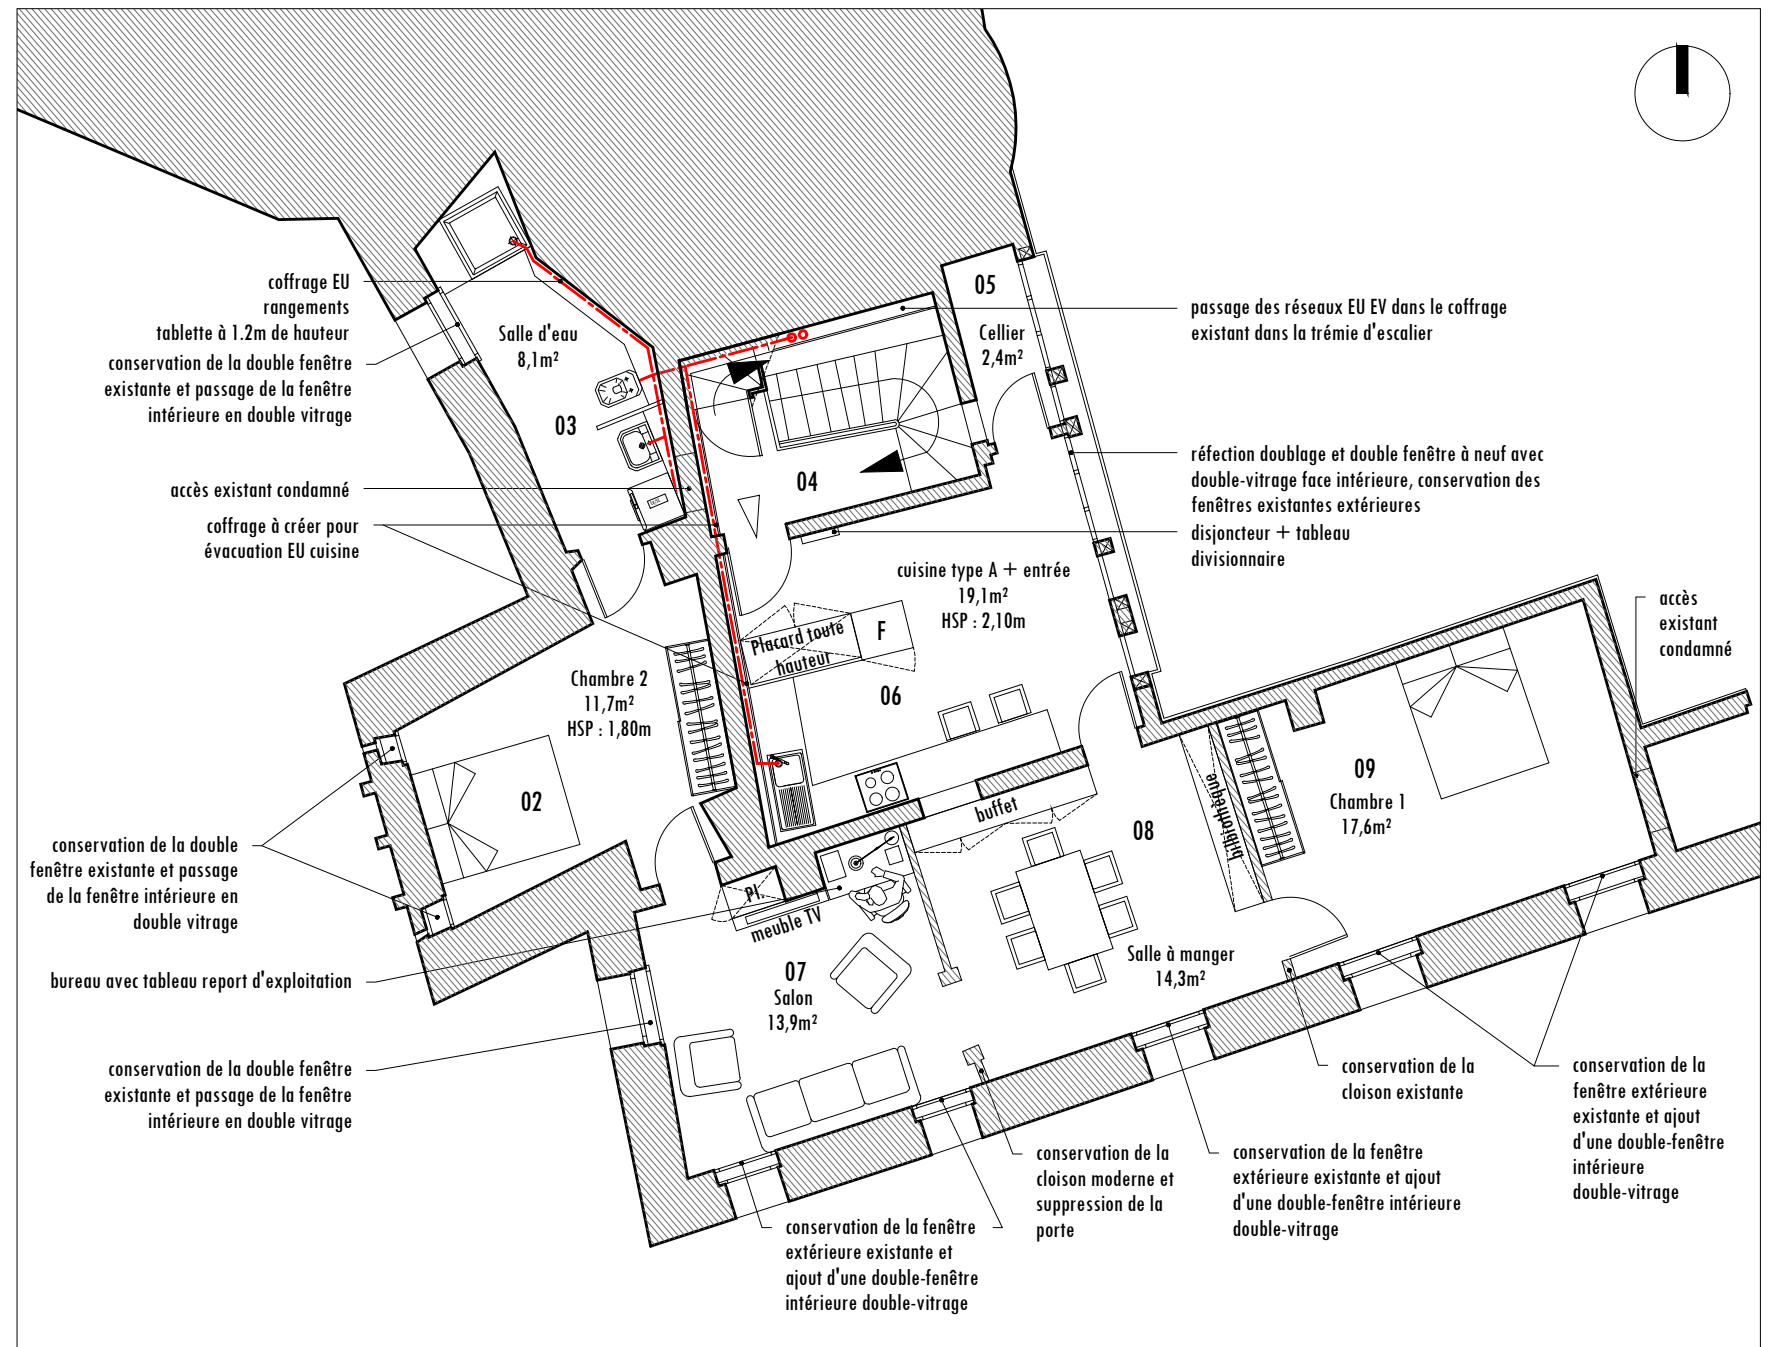 coffrage EU
rangements
tablette à 1.2m de hauteur
conservation de la double fenêtre
existante et passage de la fenêtre
intérieure en double vitrage
Salle d'eau
8,1m²
03
05
Cellier
2,4m²
passage des réseaux EU EV dans le coffrage
existant dans la trémie d'escalier
accès existant condamné
coffrage à créer pour
évacuation EU cuisine
04
réfection doublage et double fenêtre à neuf avec
double-vitrage face intérieure, conservation des
fenêtres existantes extérieures
disjoncteur + tableau
divisionnaire
cuisine type A + entrée
19,1m²
HSP : 2,10m
Placard toute
hauteur
F
06
accès
existant
condamné
Chambre 2
11,7m²
HSP : 1,80m
02
09
Chambre 1
17,6m²
buffet
bilbiothèque
08
conservation de la double
fenêtre existante et passage
de la fenêtre intérieure en
double vitrage
Pl.
meuble TV
bureau avec tableau report d'exploitation
07
Salon
13,9m²
Salle à manger
14,3m²
conservation de la double fenêtre
existante et passage de la fenêtre
intérieure en double vitrage
conservation de la
cloison existante
conservation de la
fenêtre extérieure
existante et ajout
d'une double-fenêtre
intérieure
double-vitrage
conservation de la
cloison moderne et
suppression de la
porte
conservation de la fenêtre
extérieure existante et ajout
d'une double-fenêtre intérieure
double-vitrage
conservation de la fenêtre
extérieure existante et
ajout d'une double-fenêtre
intérieure double-vitrage